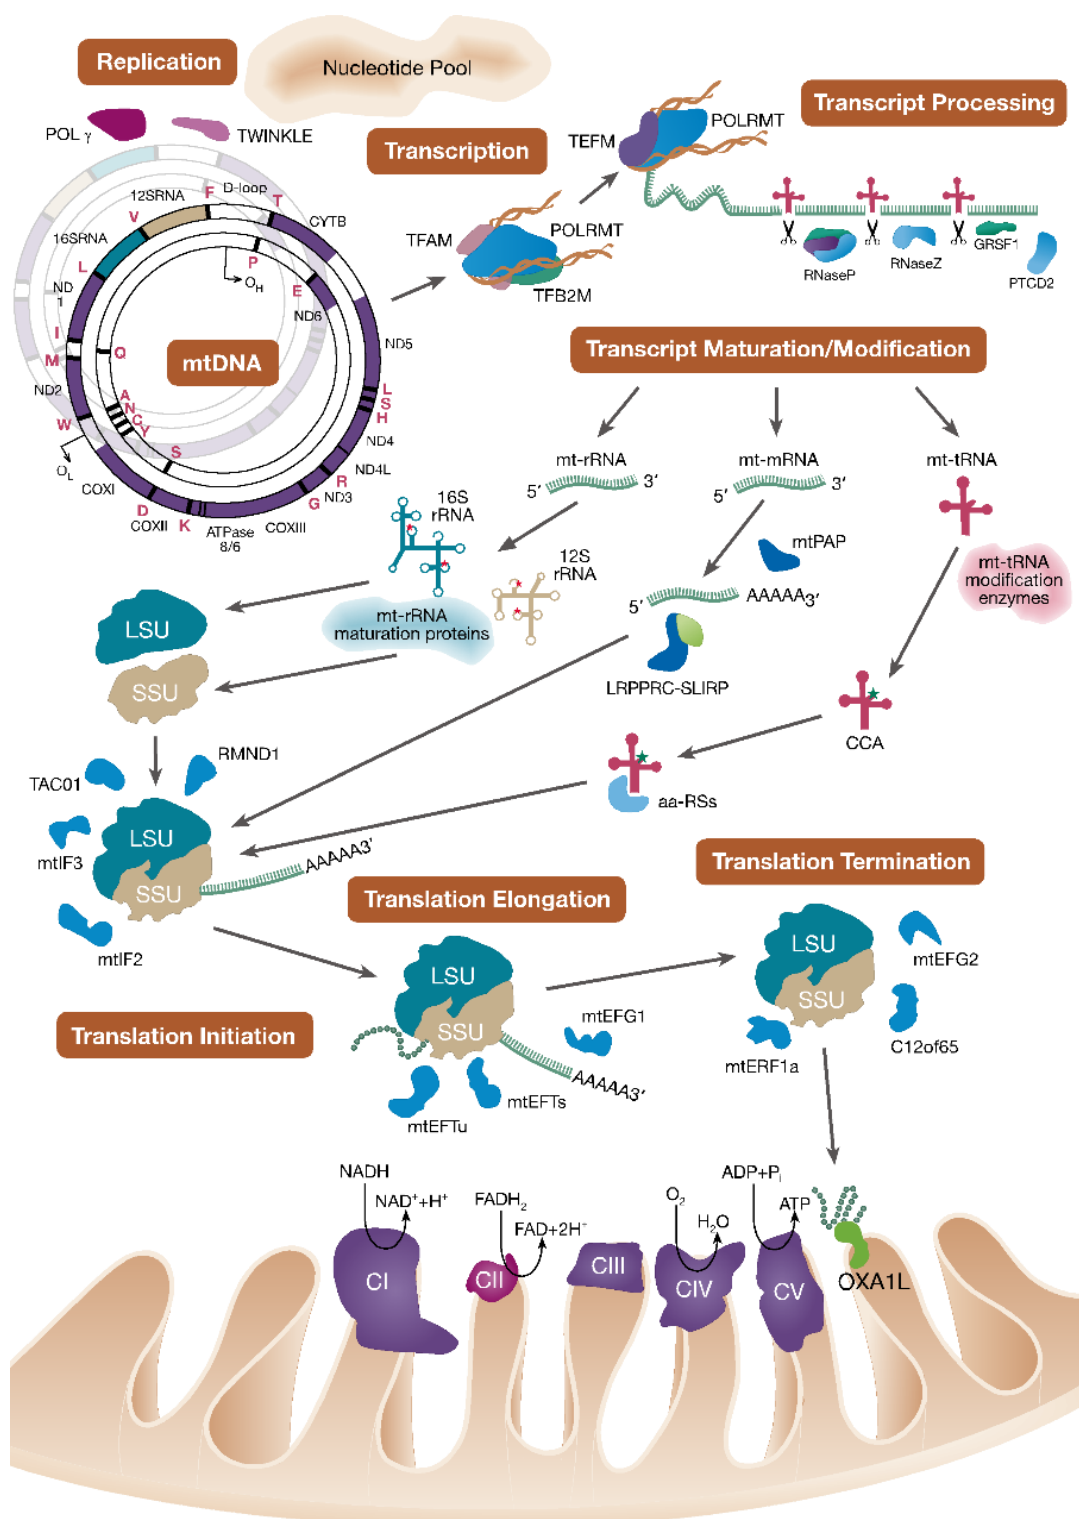 Replication
Nucleotide Pool
POL γ
TWINKLE
Transcription
TEFM
POLRMT
Transcript Processing
12SRNA
F
D-loop
T
V
CYTB
16SRNA
L
P
O_H
E
ND
1
ND6
I
M
Q
mtDNA
ND5
ND2
W
A
N
C
Y
S
L
S
H
ND4
ND4L
R
ND3
G
O_L
COXI
D
COXII
K
ATPase
8/6
COXIII
TFAM
POLRMT
TFB2M
RNaseP
RNaseZ
GRSF1
PTCD2
Transcript Maturation/Modification
mt-rRNA
5′
3′
mt-mRNA
5′
3′
mt-tRNA
16S
rRNA
12S
rRNA
mt-rRNA
maturation proteins
mtPAP
5′
AAAAA3′
LRPPRC-SLIRP
mt-tRNA
modification
enzymes
CCA
aa-RSs
LSU
SSU
TAC01
RMND1
mtIF3
LSU
SSU
AAAAA3′
mtIF2
Translation Initiation
Translation Elongation
LSU
SSU
mtEFG1
AAAAA3′
mtEFTs
mtEFTu
Translation Termination
LSU
SSU
mtEFG2
C12of65
mtERF1a
NADH
NAD⁺+H⁺
FADH₂
FAD+2H⁺
O₂
H₂O
ADP+Pᵢ
ATP
CI
CII
CIII
CIV
CV
OXA1L